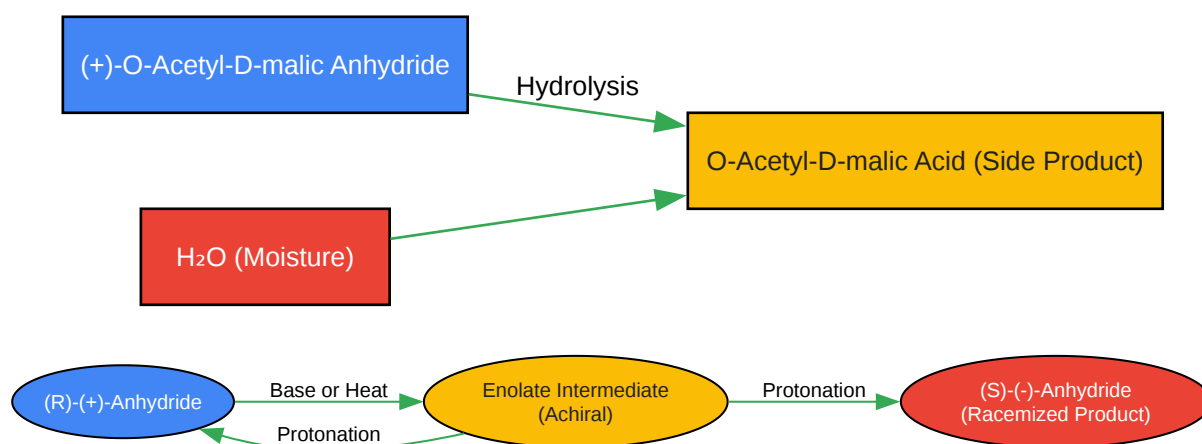 (+)-O-Acetyl-D-malic Anhydride
Hydrolysis
O-Acetyl-D-malic Acid (Side Product)
H₂O (Moisture)
(R)-(+)-Anhydride
Base or Heat
Enolate Intermediate
(Achiral)
Protonation
(S)-(-)-Anhydride
(Racemized Product)
Protonation